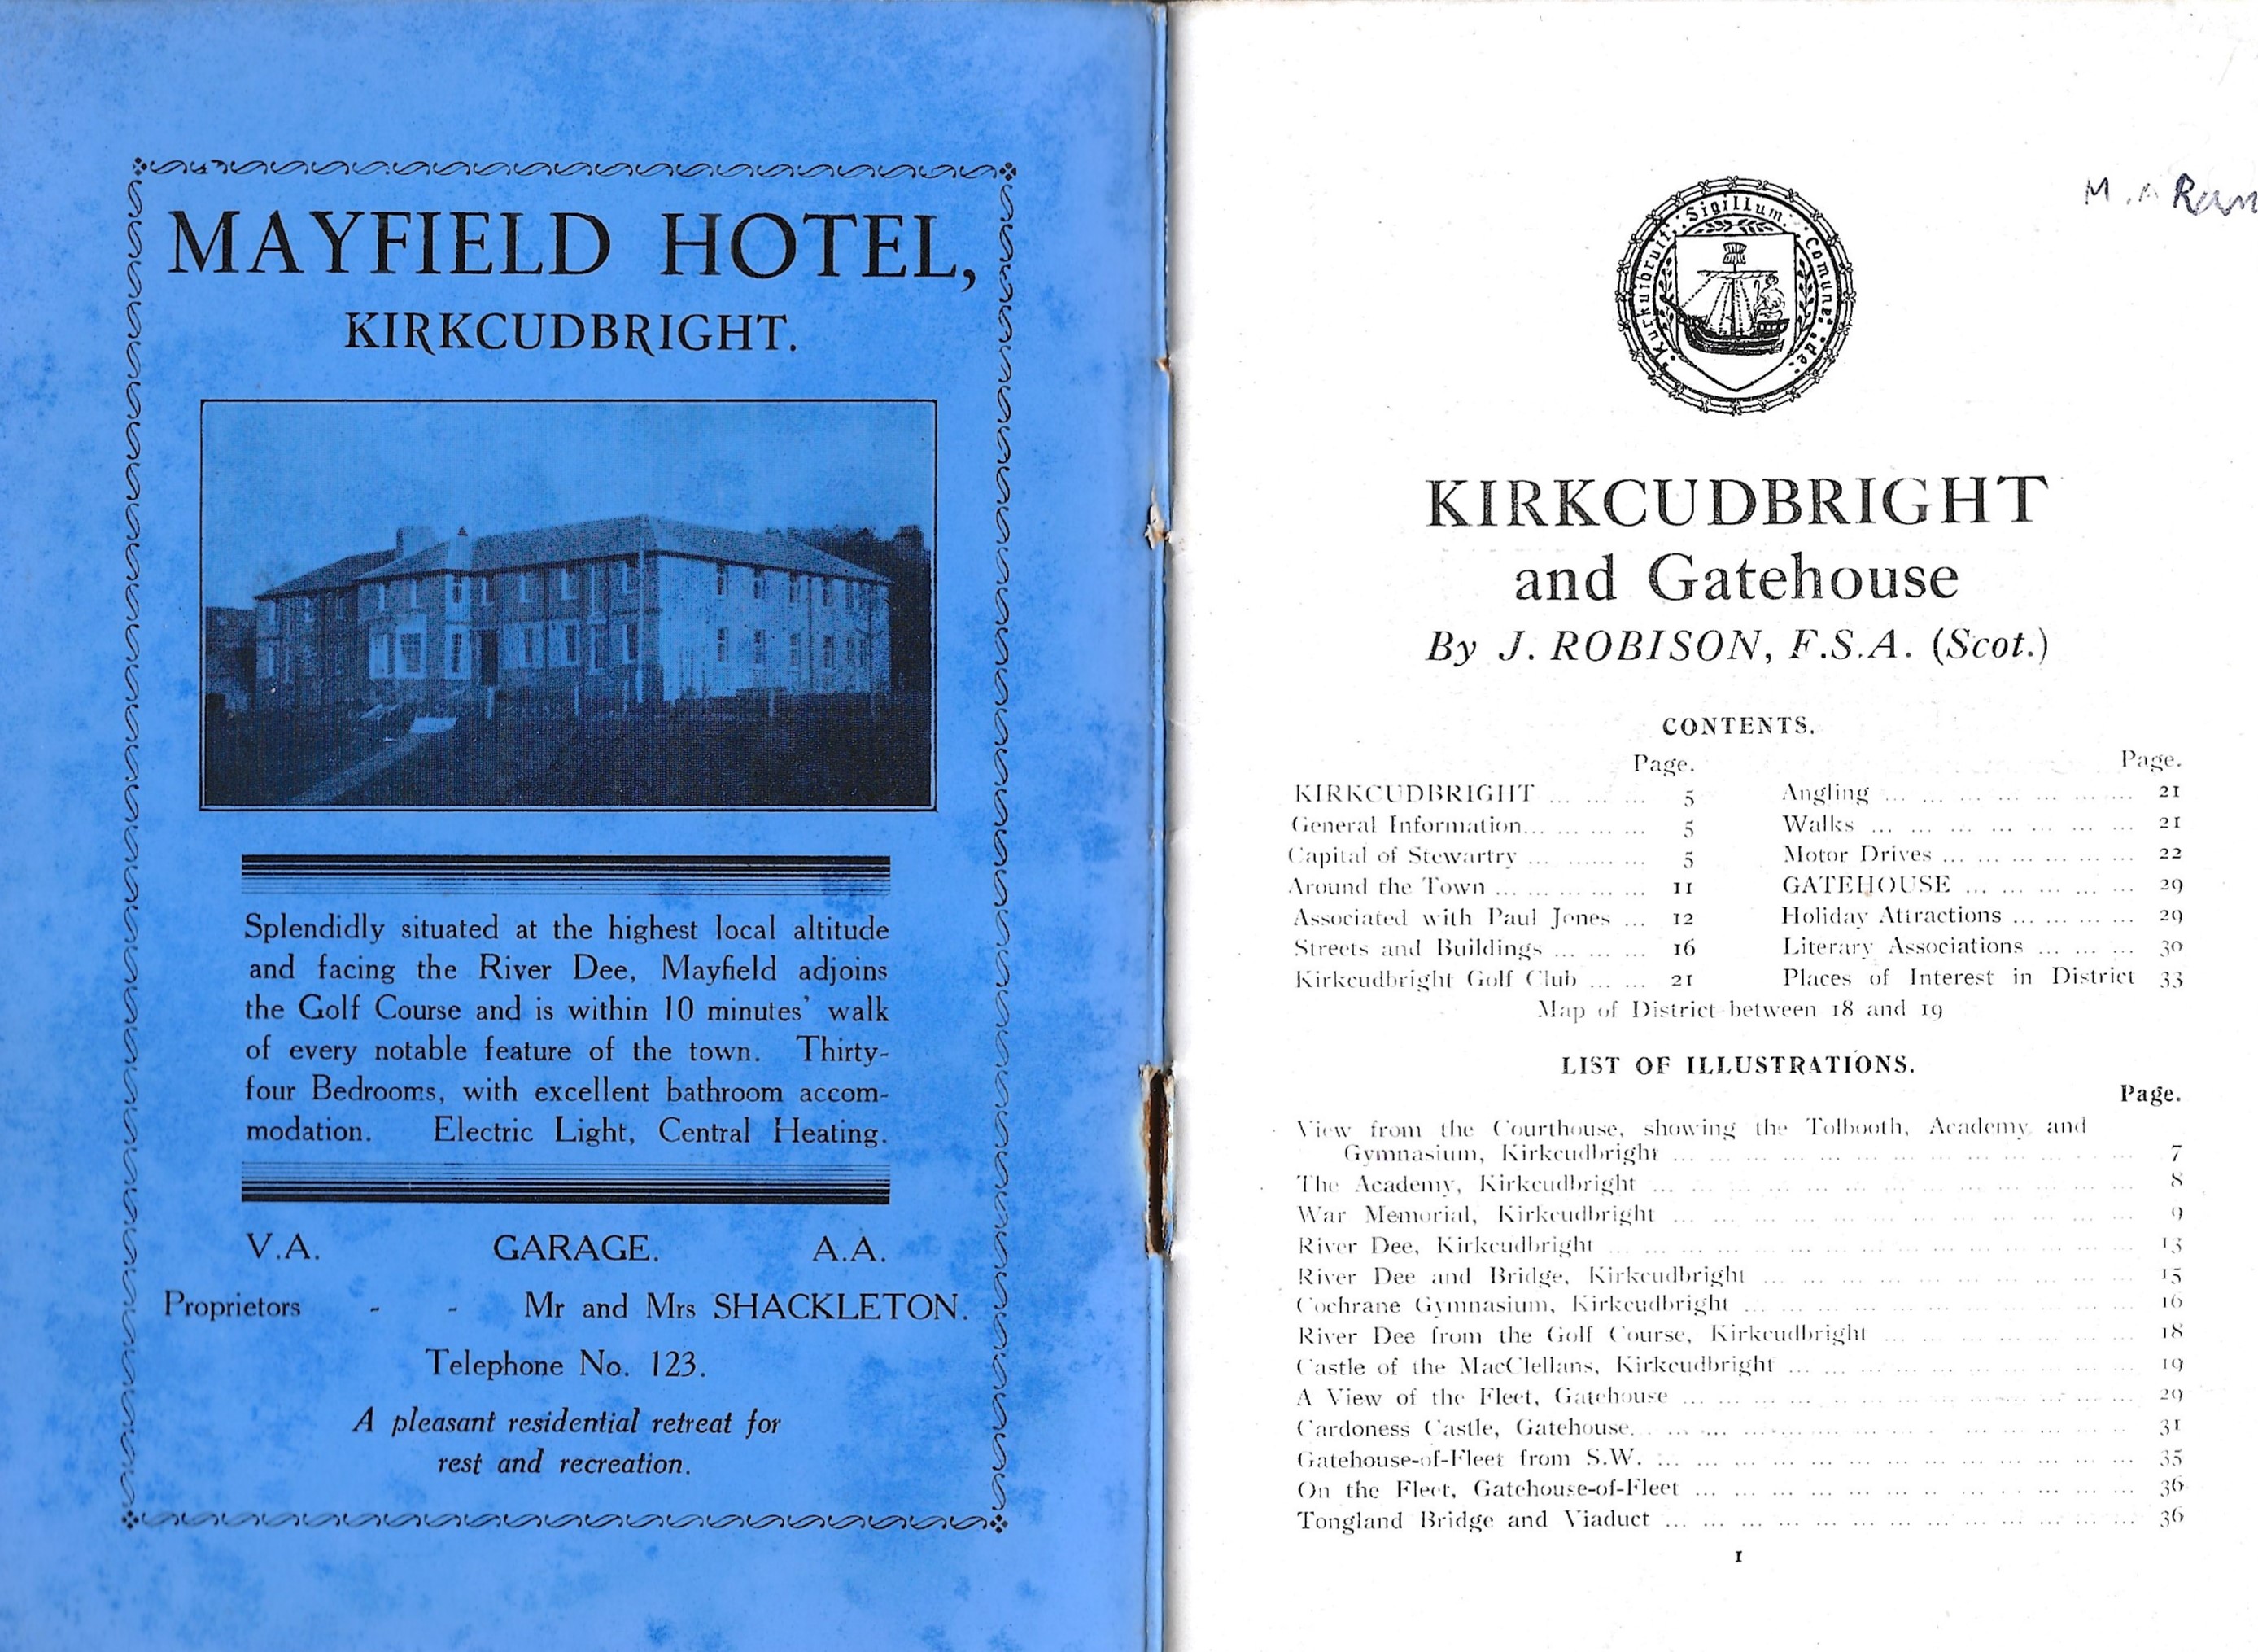 MAYFIELD HOTEL,
KIRKCUDBRIGHT.
Splendidly situated at the highest local altitude
and facing the River Dee, Mayfield adjoins
the Golf Course and is within 10 minutes' walk
of every notable feature of the town. Thirty-
four Bedrooms, with excellent bathroom accom-
modation. Electric Light, Central Heating.
V.A. GARAGE. A.A.
Proprietors - - Mr and Mrs SHACKLETON.
Telephone No. 123.
A pleasant residential retreat for
rest and recreation.
M.
Sigillum Comune de Kurkuibruit
KIRKCUDBRIGHT
and Gatehouse
By J. ROBISON, F.S.A. (Scot.)
CONTENTS.
Page.
KIRKCUDBRIGHT ... ... ... 5
General Information... ... ... ... 5
Capital of Stewartry ... ...... ... 5
Around the Town ... ... ... ... ... 11
Associated with Paul Jones ... 12
Streets and Buildings ... ... ... 16
Kirkcudbright Golf Club ... ... 21
Page.
Angling ... ... ... ... ... ...... 21
Walks ... ... ... ... ... ... ... 21
Motor Drives ... ... ... ... ... ... 22
GATEHOUSE ... ... ... ... ... 29
Holiday Attractions ... ... ... ... 29
Literary Associations ... ... ... 30
Places of Interest in District 33
Map of District between 18 and 19
LIST OF ILLUSTRATIONS.
Page.
View from the Courthouse, showing the Tolbooth, Academy and
Gymnasium, Kirkcudbright ... ... ... ... ... ... ... ... ... ... ... ... 7
The Academy, Kirkcudbright ... ... ... ... ... ... ... ... ... ... ... ... 8
War Memorial, Kirkcudbright ... ... ... ... ... ... ... ... ... ... ... ... 9
River Dee, Kirkcudbright ... ... ... ... ... ... ... ... ... ... ... ... ... 13
River Dee and Bridge, Kirkcudbright ... ... ... ... ... ... ... ... ... ... 15
Cochrane Gymnasium, Kirkcudbright ... ... ... ... ... ... ... ... ... ... 16
River Dee from the Golf Course, Kirkcudbright ... ... ... ... ... ... ... 18
Castle of the MacClellans, Kirkcudbright ... ... ... ... ... ... ... ... ... 19
A View of the Fleet, Gatehouse ... ... ... ... ... ... ... ... ... ... ... ... 29
Cardoness Castle, Gatehouse... ... ... ... ... ... ... ... ... ... ... ... ... 31
Gatehouse-of-Fleet from S.W. ... ... ... ... ... ... ... ... ... ... ... ... 35
On the Fleet, Gatehouse-of-Fleet ... ... ... ... ... ... ... ... ... ... ... 36
Tongland Bridge and Viaduct ... ... ... ... ... ... ... ... ... ... ... ... 36
1